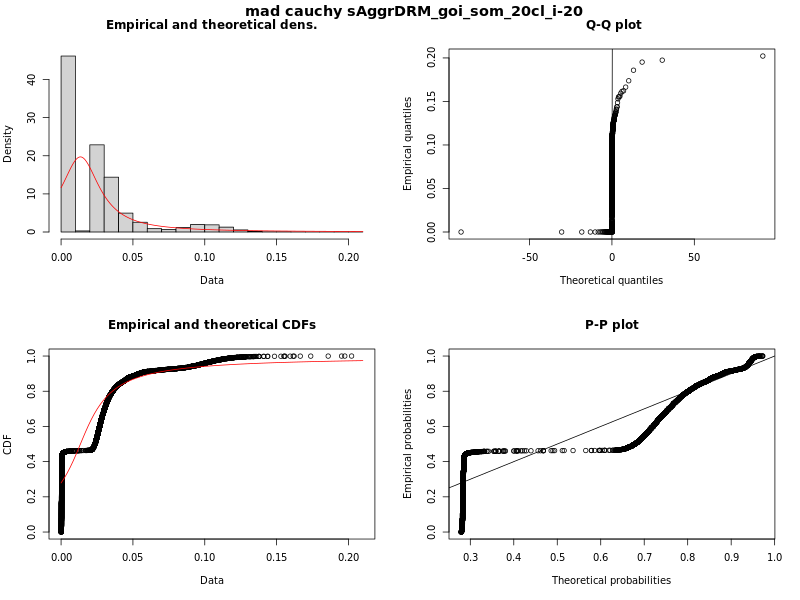 mad cauchy sAggrDRM_goi_som_20cl_i-20
Empirical and theoretical dens.
Density
0 10 20 30 40
0.00 0.05 0.10 0.15 0.20
Data
Q-Q plot
Empirical quantiles
0.00 0.05 0.10 0.15 0.20
-50 0 50
Theoretical quantiles
Empirical and theoretical CDFs
CDF
0.0 0.2 0.4 0.6 0.8 1.0
0.00 0.05 0.10 0.15 0.20
Data
P-P plot
Empirical probabilities
0.0 0.2 0.4 0.6 0.8 1.0
0.3 0.4 0.5 0.6 0.7 0.8 0.9 1.0
Theoretical probabilities